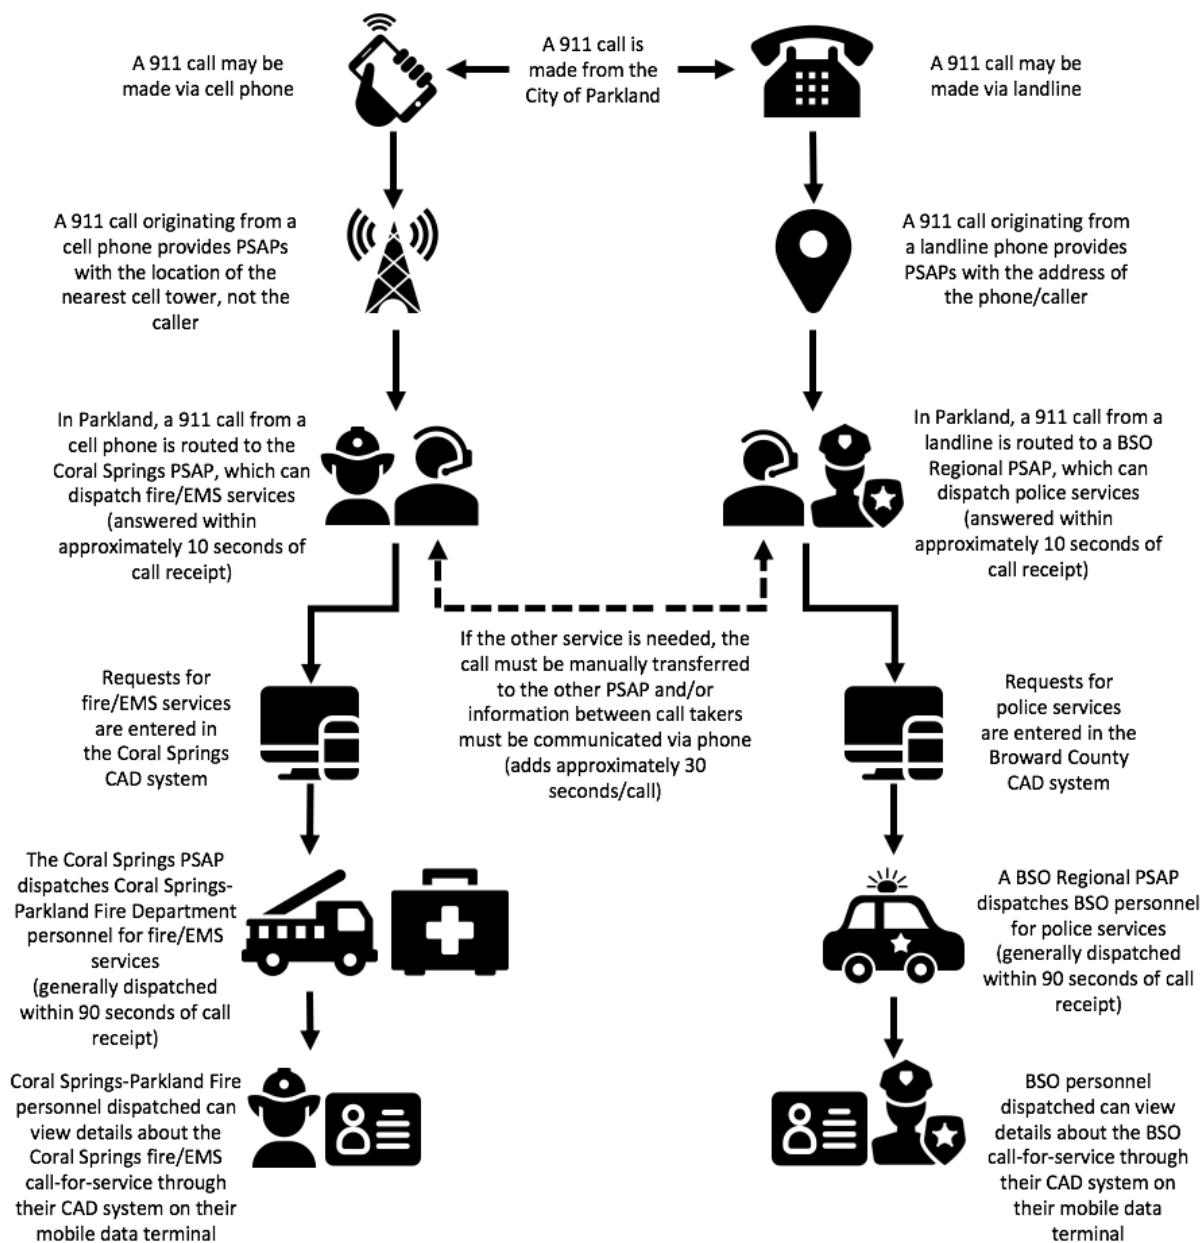 A 911 call may be
made via cell phone
A 911 call is
made from the
City of Parkland
A 911 call may be
made via landline
A 911 call originating from a
cell phone provides PSAPs
with the location of the
nearest cell tower, not the
caller
A 911 call originating from
a landline phone provides
PSAPs with the address of
the phone/caller
In Parkland, a 911 call from a
cell phone is routed to the
Coral Springs PSAP, which can
dispatch fire/EMS services
(answered within
approximately 10 seconds of
call receipt)
In Parkland, a 911 call from a
landline is routed to a BSO
Regional PSAP, which can
dispatch police services
(answered within
approximately 10 seconds of
call receipt)
If the other service is needed, the
call must be manually transferred
to the other PSAP and/or
information between call takers
must be communicated via phone
(adds approximately 30
seconds/call)
Requests for
fire/EMS services
are entered in
the Coral Springs
CAD system
Requests for
police services
are entered in the
Broward County
CAD system
The Coral Springs PSAP
dispatches Coral Springs-
Parkland Fire Department
personnel for fire/EMS
services
(generally dispatched
within 90 seconds of call
receipt)
A BSO Regional PSAP
dispatches BSO personnel
for police services
(generally dispatched
within 90 seconds of call
receipt)
Coral Springs-Parkland Fire
personnel dispatched can
view details about the
Coral Springs fire/EMS
call-for-service through
their CAD system on their
mobile data terminal
BSO personnel
dispatched can view
details about the BSO
call-for-service through
their CAD system on
their mobile data
terminal